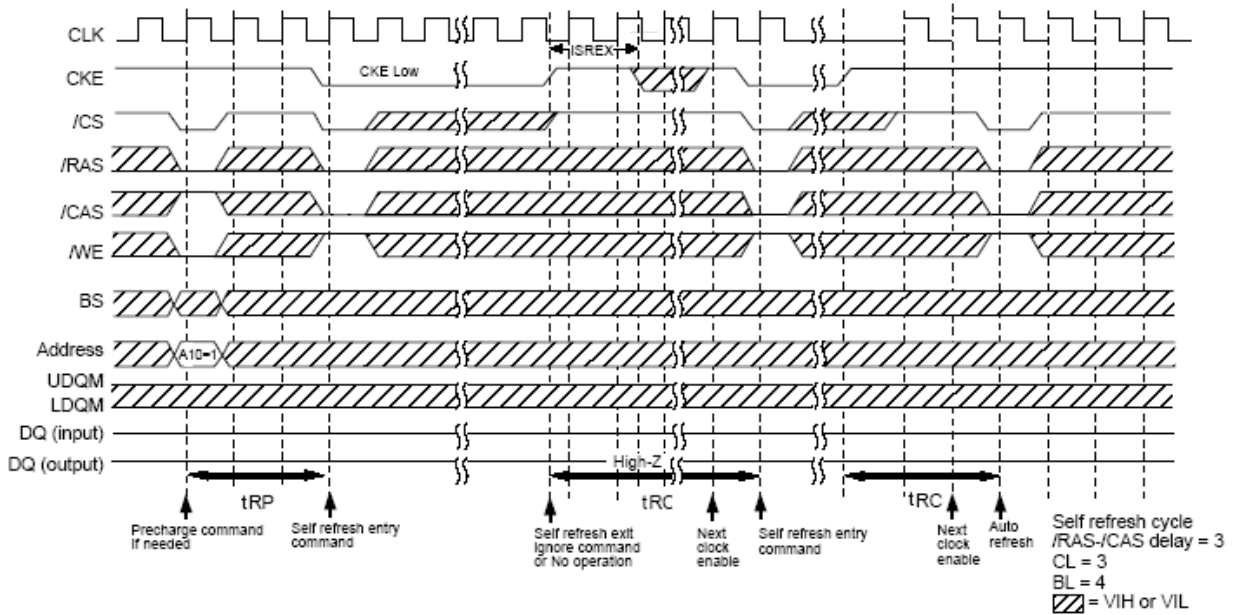 CLK
lSREX
CKE
CKE Low
/CS
/RAS
/CAS
/WE
BS
Address
A10=1
UDQM
LDQM
DQ (input)
DQ (output)
High-Z
tRP
tRC
tRC
Precharge command
If needed
Self refresh entry
command
Self refresh exit
Ignore command
or No operation
Next
clock
enable
Self refresh entry
command
Next
clock
enable
Auto
refresh
Self refresh cycle
/RAS-/CAS delay = 3
CL = 3
BL = 4
= VIH or VIL